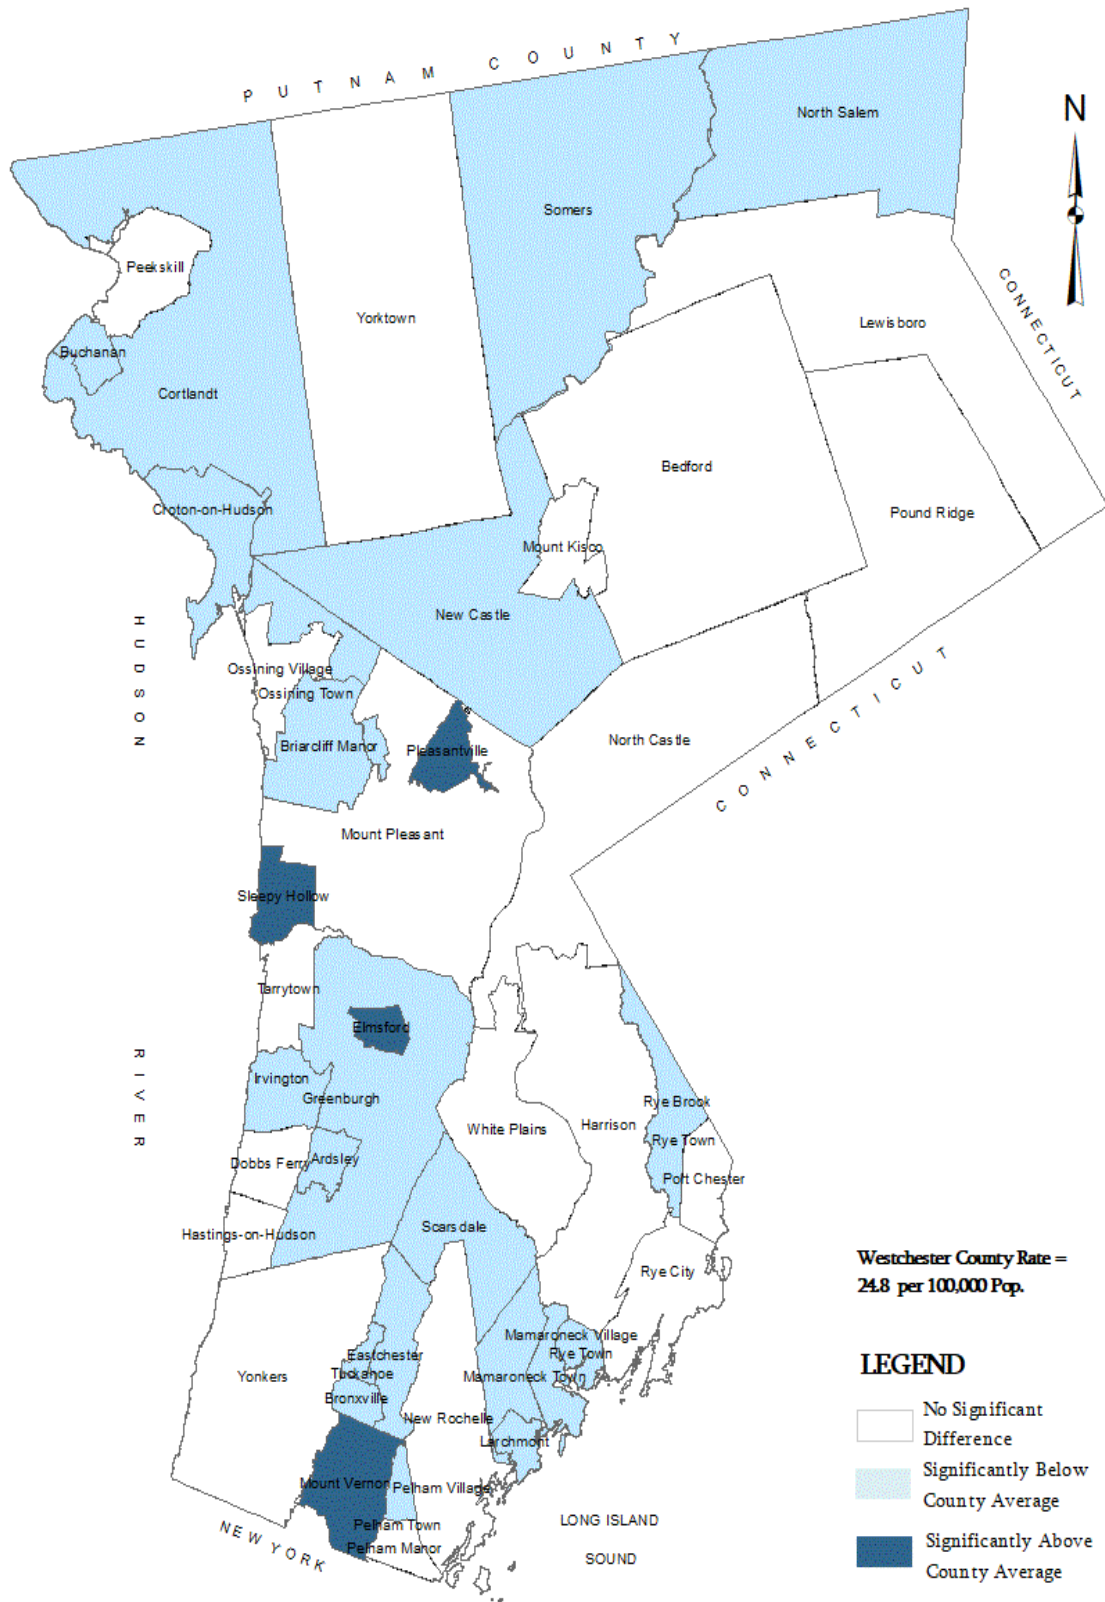 PUTNAM COUNTY
N
North Salem
Somers
Peekskill
Yorktown
Lewisboro
CONNECTICUT
Buchanan
Cortlandt
Bedford
Croton-on-Hudson
Pound Ridge
Mount Kisco
New Castle
HUDSON
Ossining Village
Ossining Town
CONNECTICUT
Briarcliff Manor
Pleasantville
North Castle
Mount Pleasant
Sleepy Hollow
Tarrytown
Elmsford
RIVER
Irvington
Greenburgh
Rye Brook
White Plains
Harrison
Rye Town
Dobbs Ferry
Ardsley
Port Chester
Scarsdale
Hastings-on-Hudson
Rye City
Westchester County Rate =
24.8 per 100,000 Pop.
Mamaroneck Village
Eastchester
Rye Town
LEGEND
Yonkers
Tuckahoe
Mamaroneck Town
Bronxville
New Rochelle
No Significant
Difference
Larchmont
Significantly Below
County Average
Mount Vernon
Pelham Village
NEW YORK
Pelham Town
LONG ISLAND
SOUND
Pelham Manor
Significantly Above
County Average